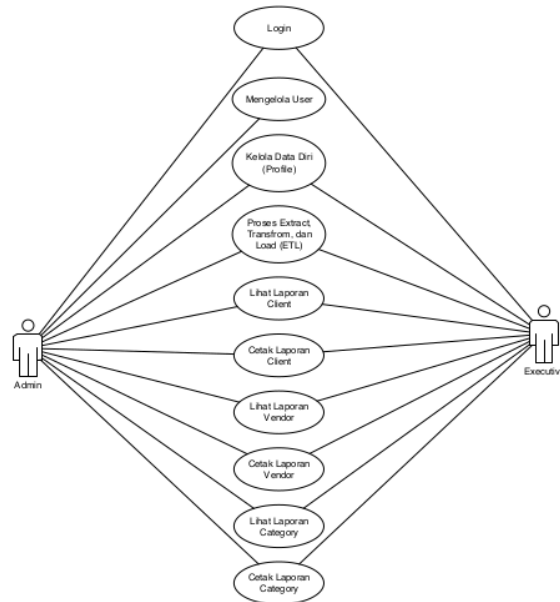 Login
Mengelola User
Kelola Data Diri
(Profile)
Proses Extract,
Transfrom, dan
Load (ETL)
Lihat Laporan
Client
Cetak Laporan
Client
Admin
Executiv
Lihat Laporan
Vendor
Cetak Laporan
Vendor
Lihat Laporan
Category
Cetak Laporan
Category